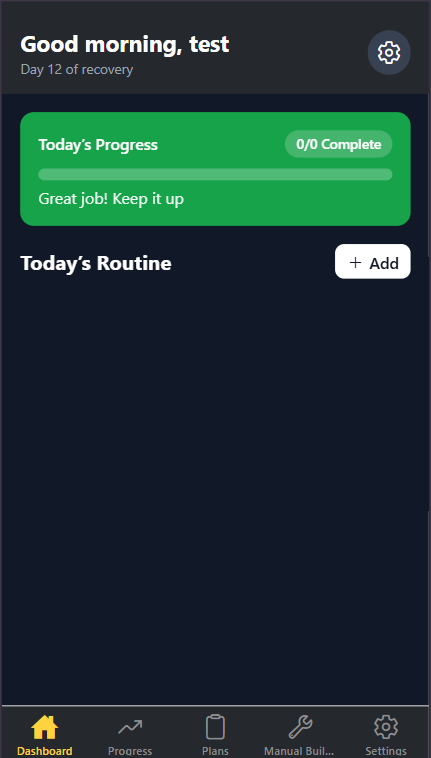 Good morning, test
Day 12 of recovery
Today’s Progress
0/0 Complete
Great job! Keep it up
Today’s Routine
+ Add
Dashboard
Progress
Plans
Manual Buil...
Settings